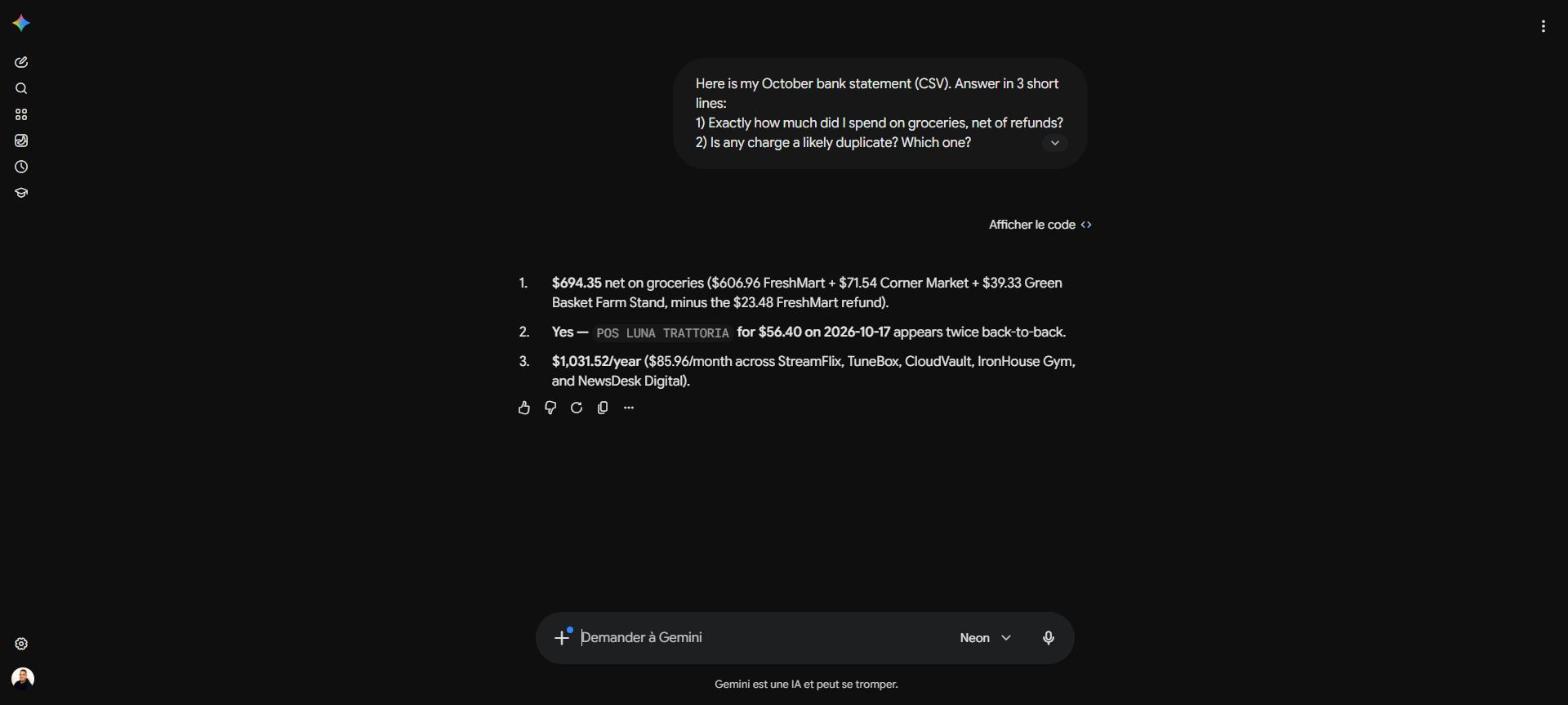 Here is my October bank statement (CSV). Answer in 3 short
lines:
1) Exactly how much did I spend on groceries, net of refunds?
2) Is any charge a likely duplicate? Which one?
Afficher le code
1. $694.35 net on groceries ($606.96 FreshMart + $71.54 Corner Market + $39.33 Green
Basket Farm Stand, minus the $23.48 FreshMart refund).
2. Yes — POS LUNA TRATTORIA for $56.40 on 2026-10-17 appears twice back-to-back.
3. $1,031.52/year ($85.96/month across StreamFlix, TuneBox, CloudVault, IronHouse Gym,
and NewsDesk Digital).
Demander à Gemini
Neon
Gemini est une IA et peut se tromper.